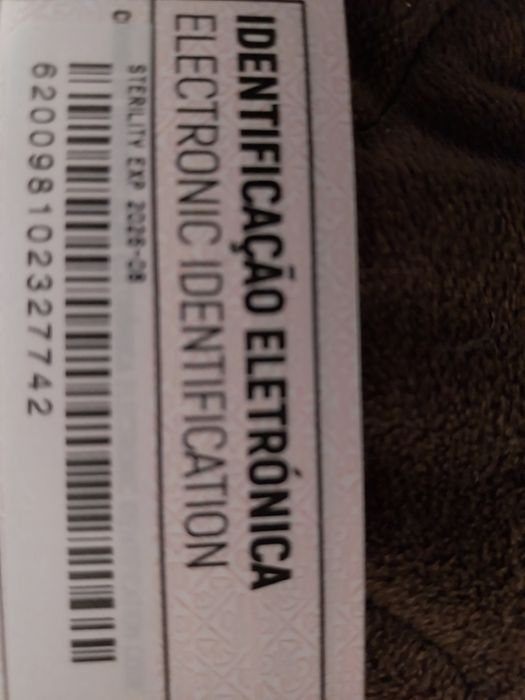 IDENTIFICAÇÃO ELETRÓNICA
ELECTRONIC IDENTIFICATION
STERILITY EXP 2026-08
620098102327742